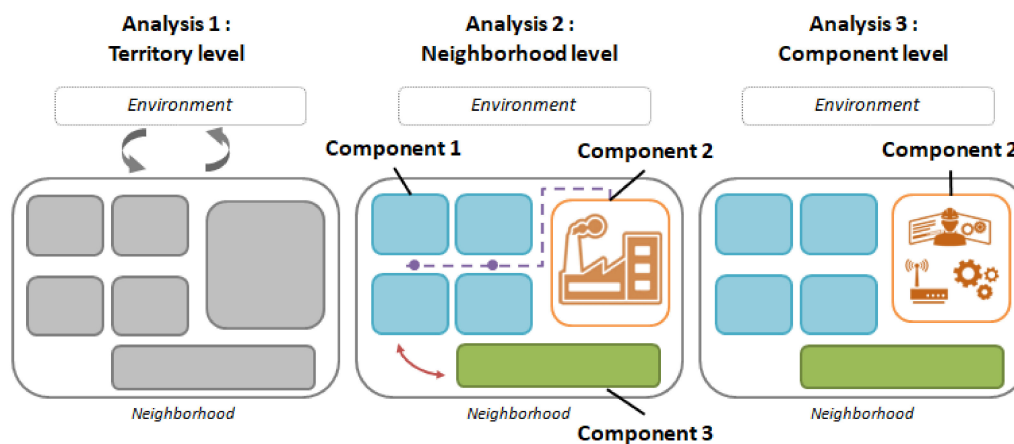 Analysis 1 :
Territory level
Environment
Neighborhood
Analysis 2 :
Neighborhood level
Environment
Component 1
Component 2
Neighborhood
Component 3
Analysis 3 :
Component level
Environment
Component 2
Neighborhood